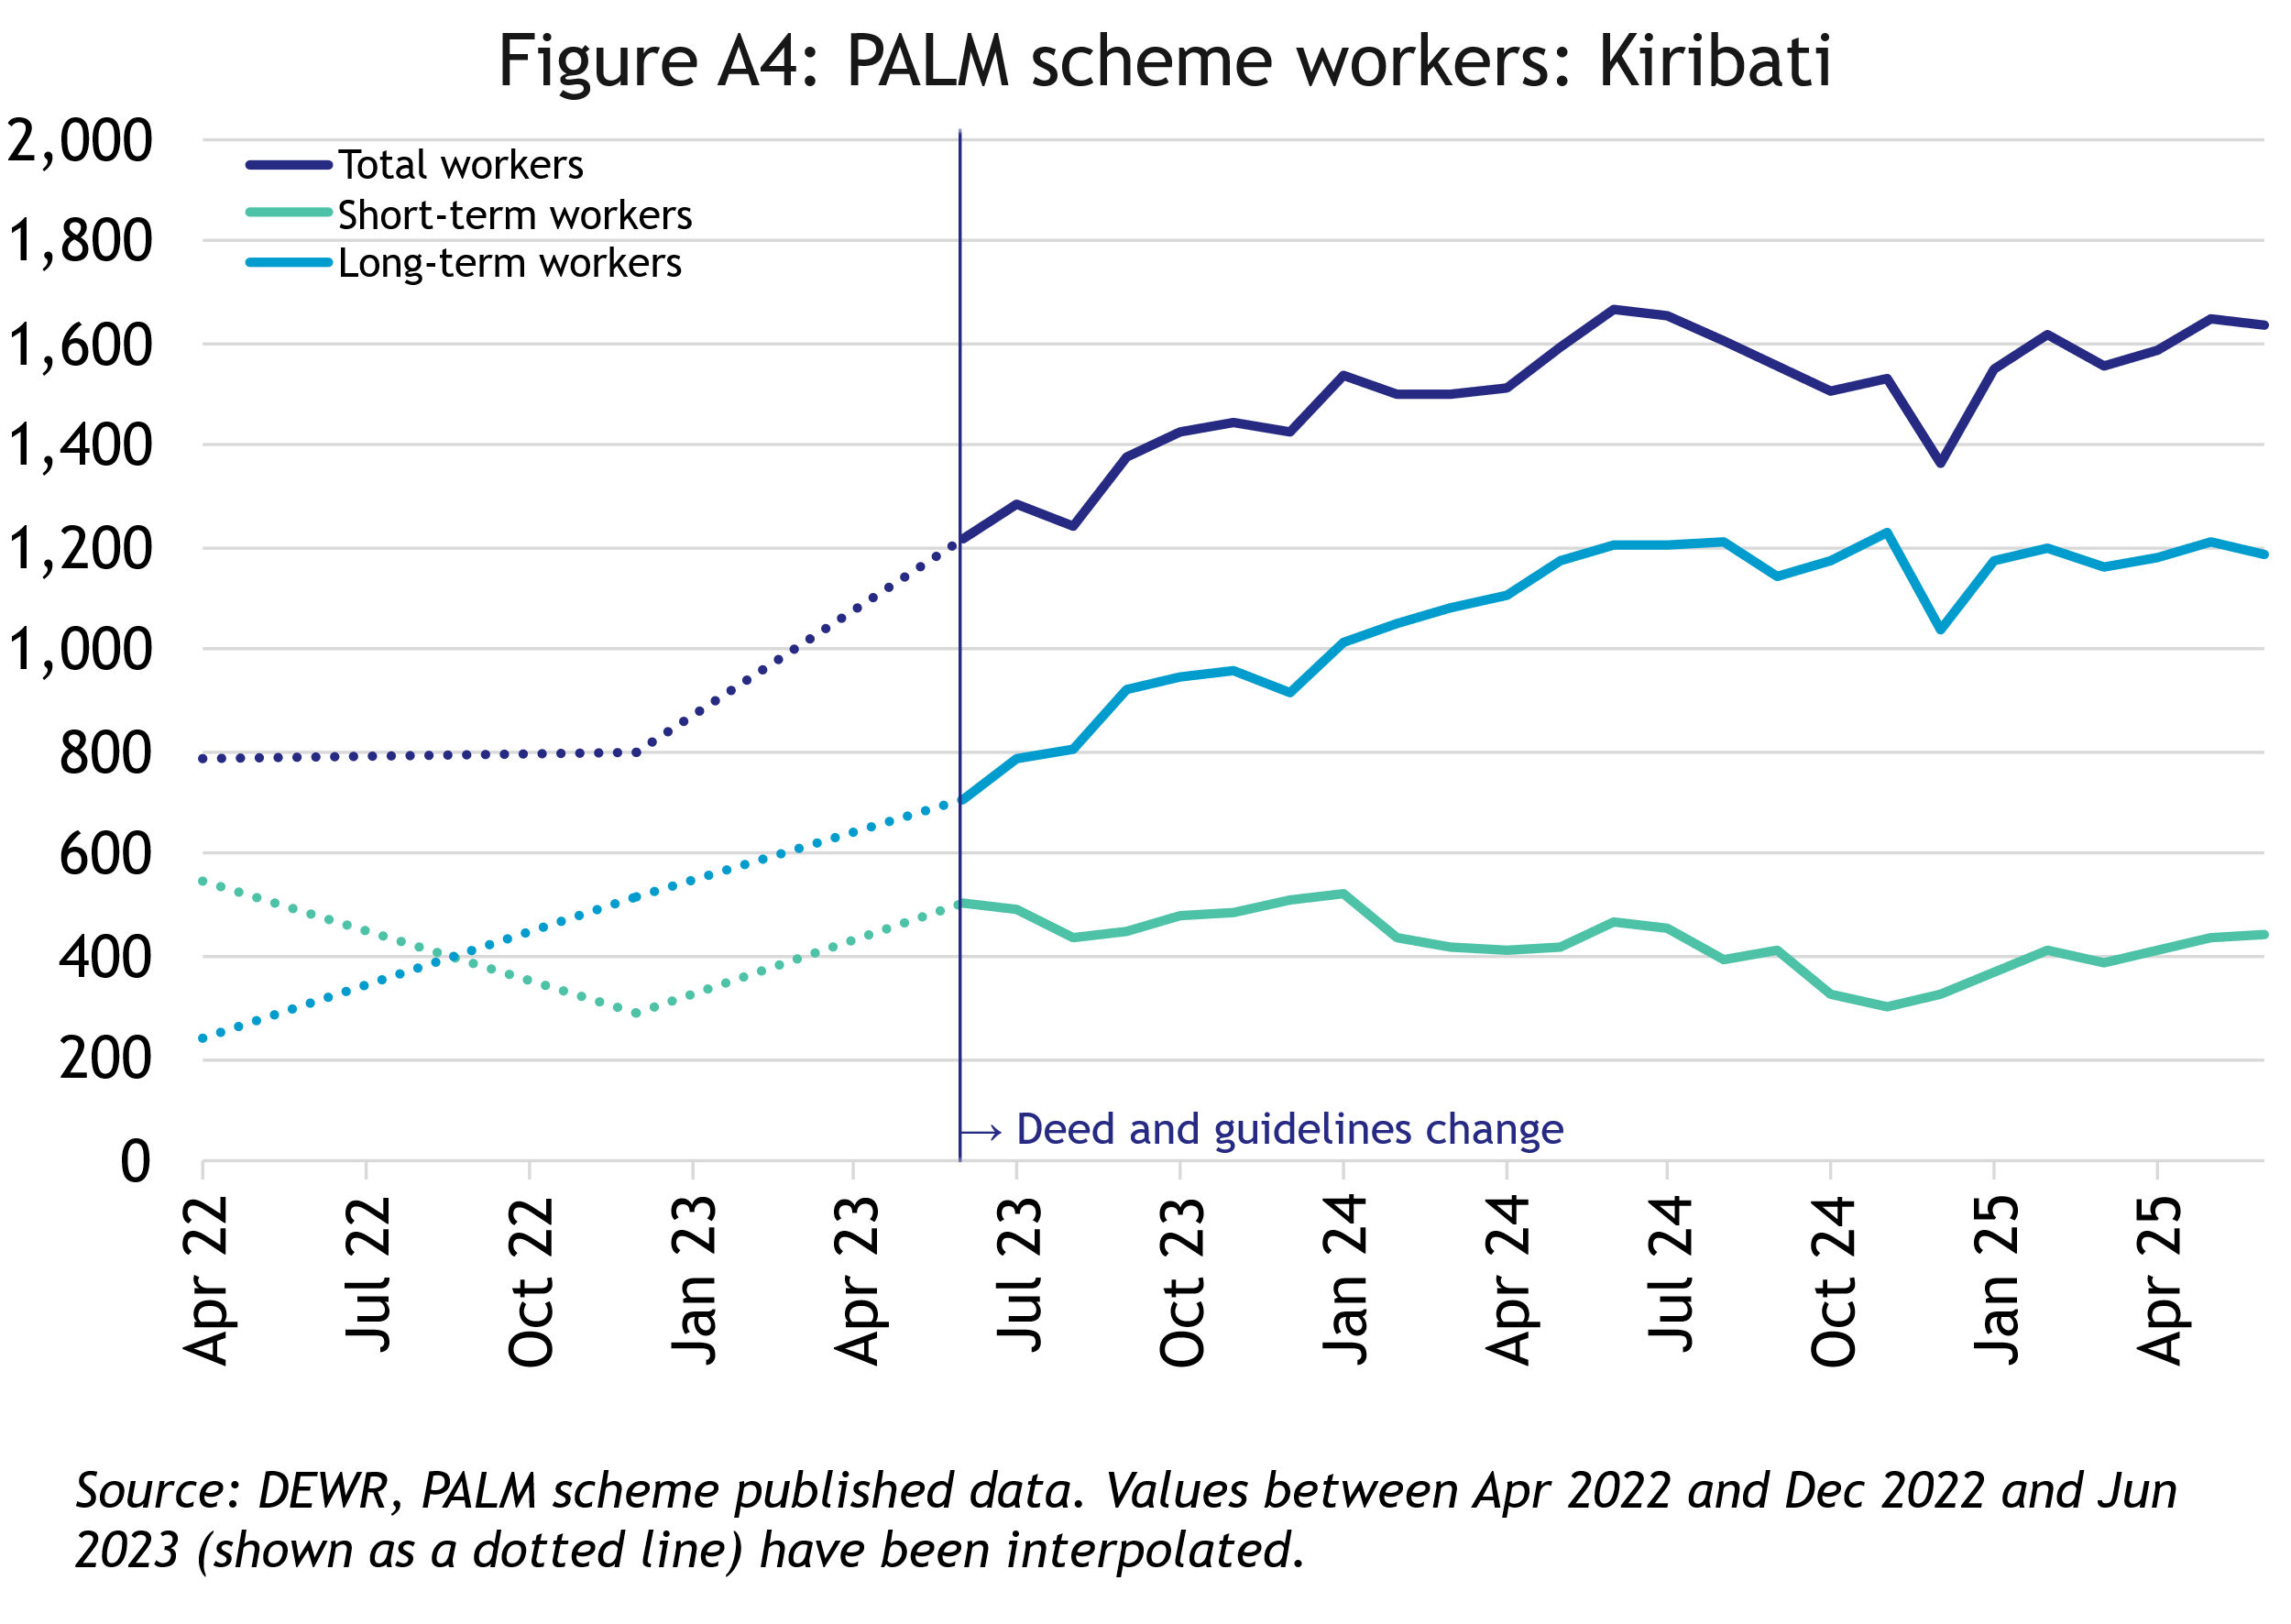 Figure A4: PALM scheme workers: Kiribati
2,000
1,800
1,600
1,400
1,200
1,000
800
600
400
200
0
Total workers
Short-term workers
Long-term workers
→ Deed and guidelines change
Apr 22
Jul 22
Oct 22
Jan 23
Apr 23
Jul 23
Oct 23
Jan 24
Apr 24
Jul 24
Oct 24
Jan 25
Apr 25
Source: DEWR, PALM scheme published data. Values between Apr 2022 and Dec 2022 and Jun
2023 (shown as a dotted line) have been interpolated.